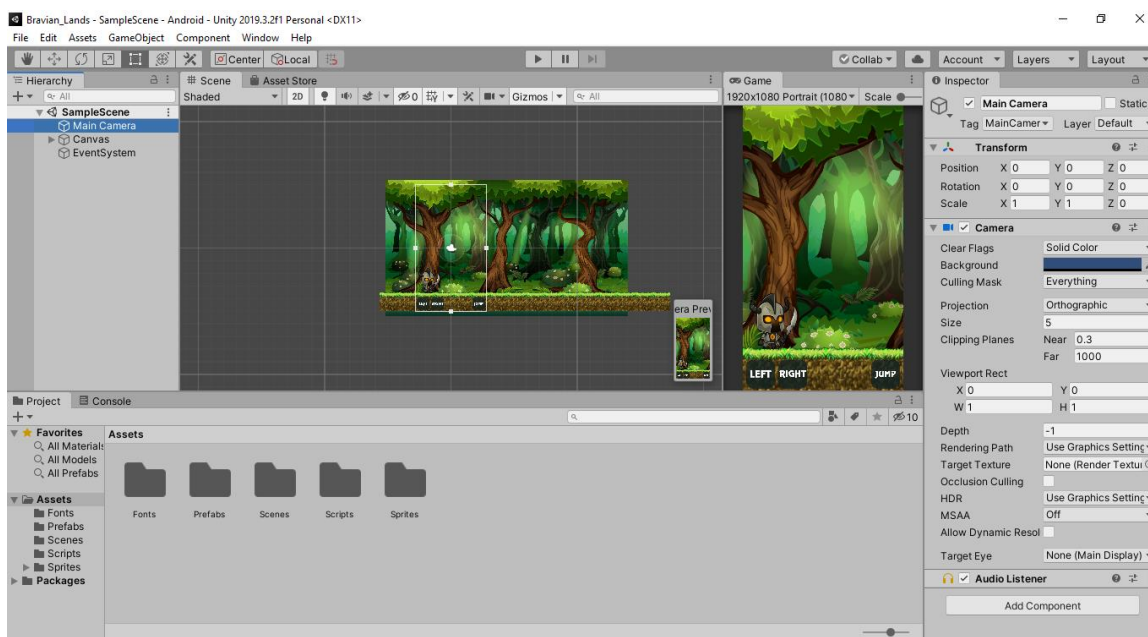 Bravian_Lands - SampleScene - Android - Unity 2019.3.2f1 Personal <DX11>
File Edit Assets GameObject Component Window Help
Center Local Collab Account Layers Layout
Hierarchy
All
SampleScene
Main Camera
Canvas
EventSystem
Scene Asset Store
Shaded 2D 0 Gizmos All
LEFT RIGHT JUMP
era Prev
Game
1920x1080 Portrait (1080 Scale
LEFT RIGHT JUMP
Inspector
Main Camera Static
Tag MainCamer Layer Default
Transform
Position X 0 Y 0 Z 0
Rotation X 0 Y 0 Z 0
Scale X 1 Y 1 Z 0
Camera
Clear Flags Solid Color
Background
Culling Mask Everything
Projection Orthographic
Size 5
Clipping Planes Near 0.3
Far 1000
Viewport Rect
X 0 Y 0
W 1 H 1
Depth -1
Rendering Path Use Graphics Setting
Target Texture None (Render Textu
Occlusion Culling
HDR Use Graphics Setting
MSAA Off
Allow Dynamic Resol
Target Eye None (Main Display)
Audio Listener
Add Component
Project Console
10
Favorites
All Materials
All Models
All Prefabs
Assets
Fonts
Prefabs
Scenes
Scripts
Sprites
Packages
Assets
Fonts Prefabs Scenes Scripts Sprites